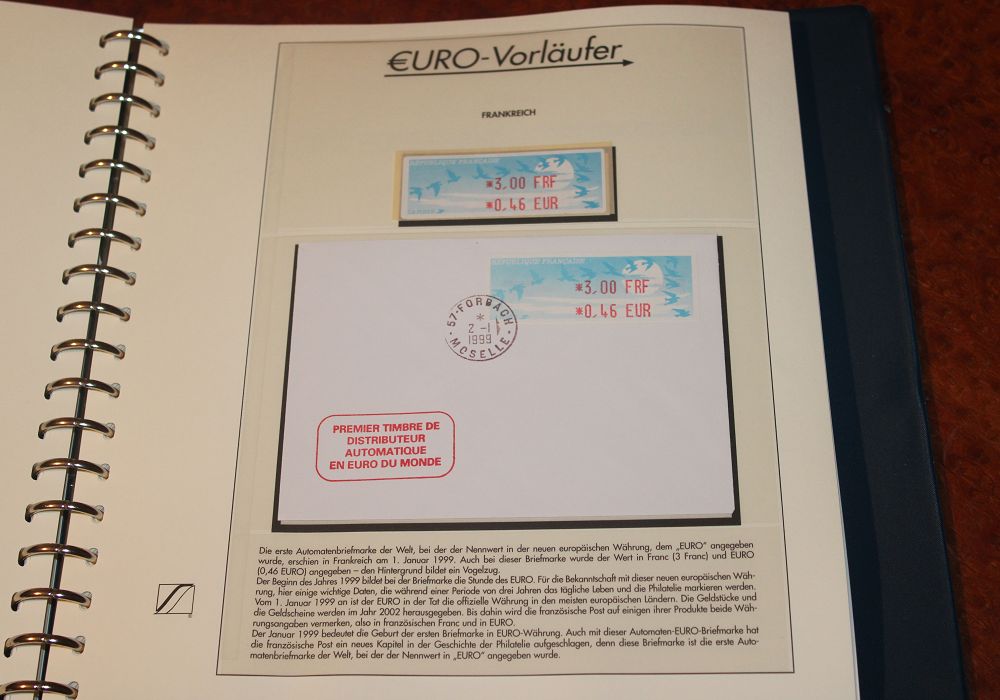 €URO-Vorläufer
FRANKREICH
RÉPUBLIQUE FRANÇAISE
*3,00 FRF
*0,46 EUR
RÉPUBLIQUE FRANÇAISE
*3,00 FRF
*0,46 EUR
57-FORBACH
*
2 -1
1999
MOSELLE
PREMIER TIMBRE DE
DISTRIBUTEUR
AUTOMATIQUE
EN EURO DU MONDE
Die erste Automatenbriefmarke der Welt, bei der der Nennwert in der neuen europäischen Währung, dem „EURO" angegeben
wurde, erschien in Frankreich am 1. Januar 1999. Auch bei dieser Briefmarke wurde der Wert in Franc (3 Franc) und EURO
(0,46 EURO) angegeben – den Hintergrund bildet ein Vogelzug.
Der Beginn des Jahres 1999 bildet bei der Briefmarke die Stunde des EURO. Für die Bekanntschaft mit dieser neuen europäischen Wäh-
rung, hier einige wichtige Daten, die während einer Periode von drei Jahren das tägliche Leben und die Philatelie markieren werden.
Vom 1. Januar 1999 an ist der EURO in der Tat die offizielle Währung in den meisten europäischen Ländern. Die Geldstücke und
die Geldscheine werden im Jahr 2002 herausgegeben. Bis dahin wird die französische Post auf einigen ihrer Produkte beide Wäh-
rungsangaben vermerken, also in französischen Franc und in EURO.
Der Januar 1999 bedeutet die Geburt der ersten Briefmarke in EURO-Währung. Auch mit dieser Automaten-EURO-Briefmarke hat
die französische Post ein neues Kapitel in der Geschichte der Philatelie aufgeschlagen, denn diese Briefmarke ist die erste Auto-
matenbriefmarke der Welt, bei der der Nennwert in „EURO" angegeben wurde.